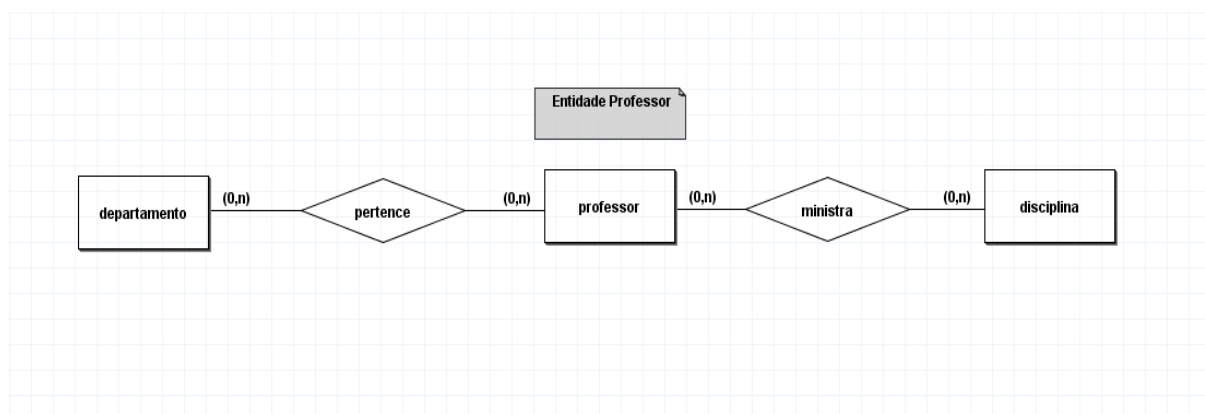 Entidade Professor
departamento
(0,n)
pertence
(0,n)
professor
(0,n)
ministra
(0,n)
disciplina